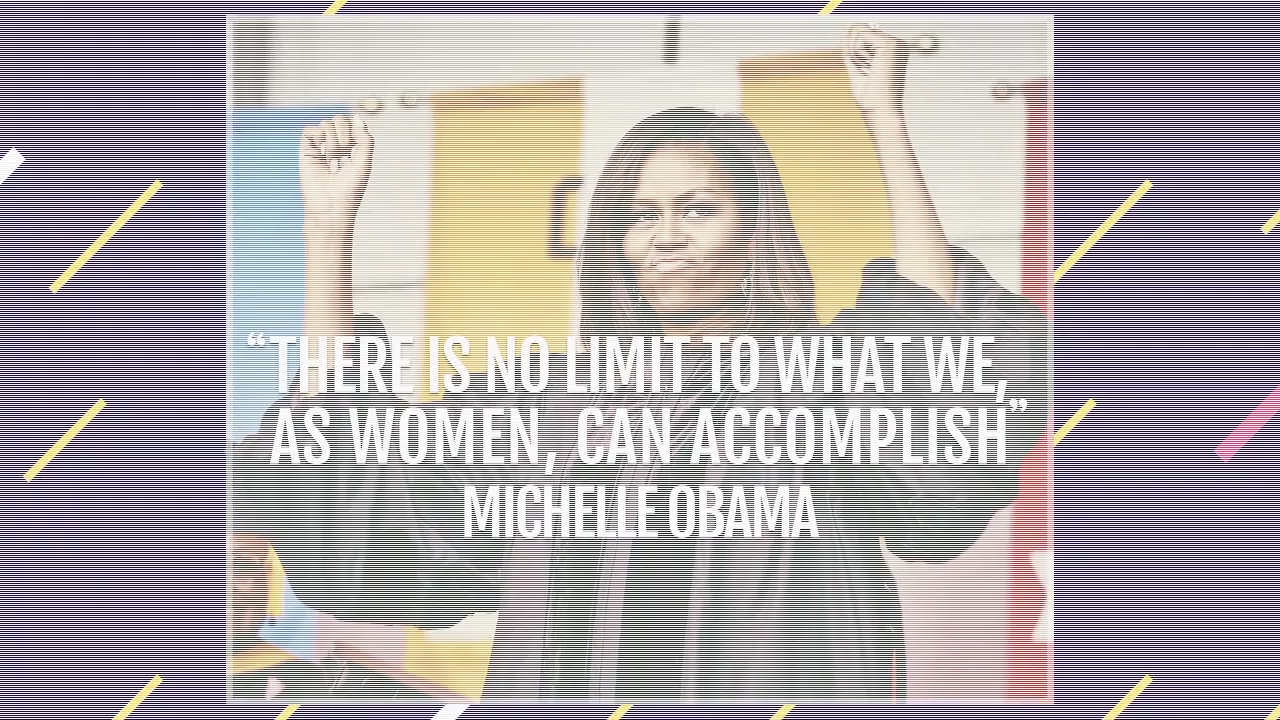 “THERE IS NO LIMIT TO WHAT WE,
AS WOMEN, CAN ACCOMPLISH”
MICHELLE OBAMA